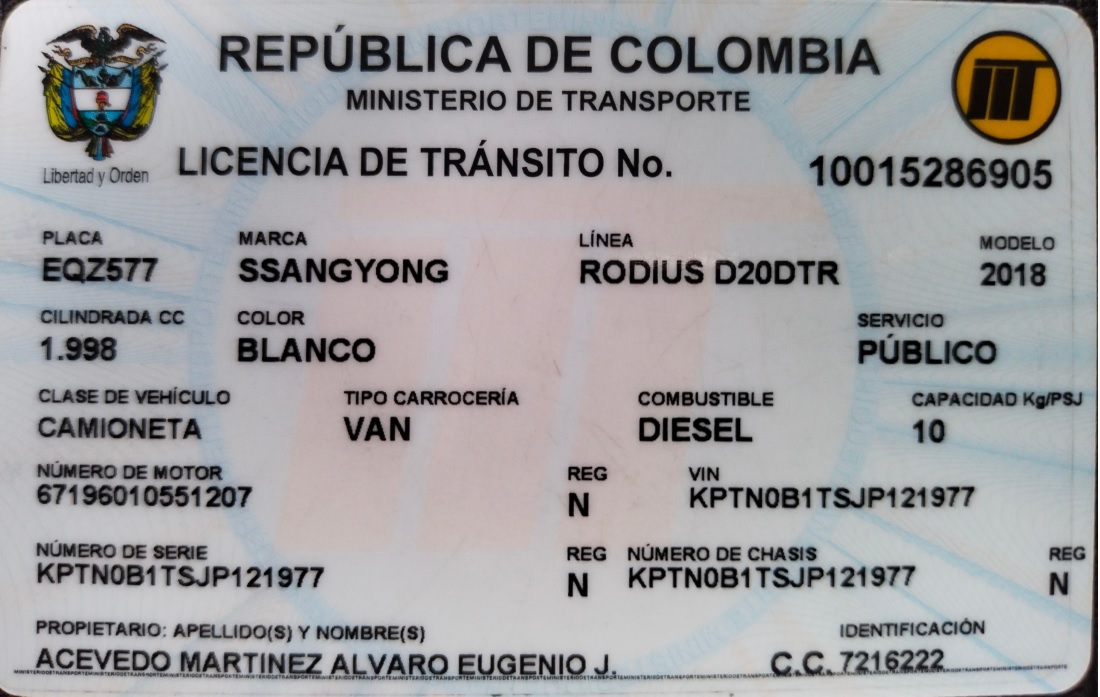 REPÚBLICA DE COLOMBIA
MINISTERIO DE TRANSPORTE
Libertad y Orden
LICENCIA DE TRÁNSITO No. 10015286905
PLACA MARCA LÍNEA MODELO
EQZ577 SSANGYONG RODIUS D20DTR 2018
CILINDRADA CC COLOR SERVICIO
1.998 BLANCO PÚBLICO
CLASE DE VEHÍCULO TIPO CARROCERÍA COMBUSTIBLE CAPACIDAD Kg/PSJ
CAMIONETA VAN DIESEL 10
NÚMERO DE MOTOR REG VIN
67196010551207 N KPTN0B1TSJP121977
NÚMERO DE SERIE REG NÚMERO DE CHASIS REG
KPTN0B1TSJP121977 N KPTN0B1TSJP121977 N
PROPIETARIO: APELLIDO(S) Y NOMBRE(S) IDENTIFICACIÓN
ACEVEDO MARTINEZ ALVARO EUGENIO J. C.C. 7216222